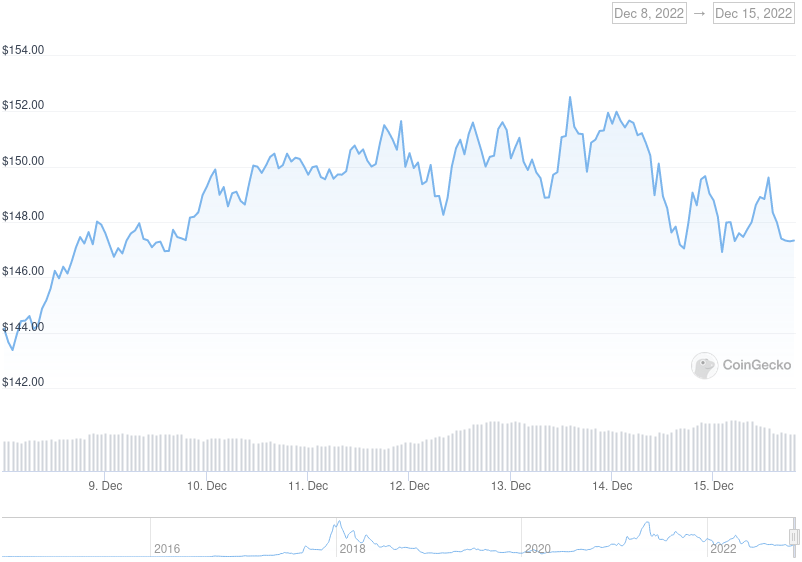 Dec 8, 2022 → Dec 15, 2022
$154.00
$152.00
$150.00
$148.00
$146.00
$144.00
CoinGecko
$142.00
9. Dec 10. Dec 11. Dec 12. Dec 13. Dec 14. Dec 15. Dec
2016 2018 2020 2022